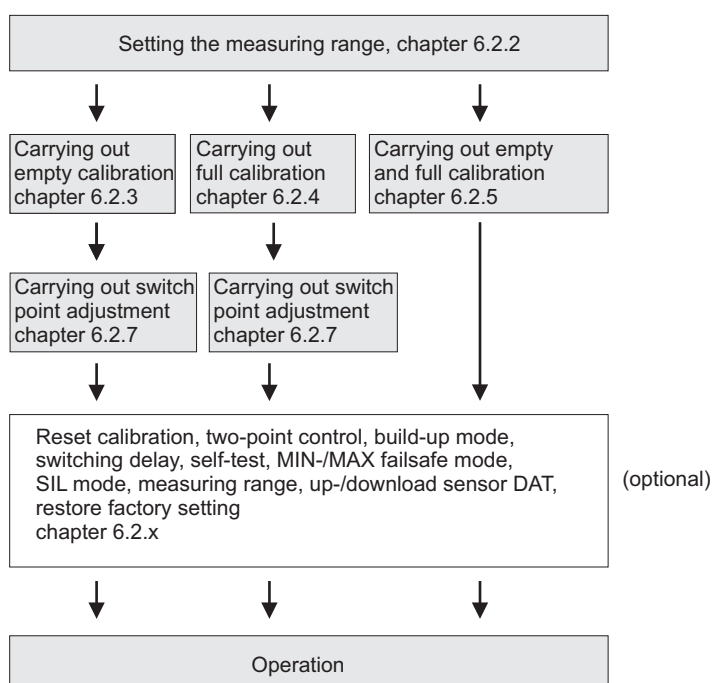 Setting the measuring range, chapter 6.2.2
Carrying out
empty calibration
chapter 6.2.3
Carrying out
full calibration
chapter 6.2.4
Carrying out empty
and full calibration
chapter 6.2.5
Carrying out switch
point adjustment
chapter 6.2.7
Carrying out switch
point adjustment
chapter 6.2.7
Reset calibration, two-point control, build-up mode,
switching delay, self-test, MIN-/MAX failsafe mode,
SIL mode, measuring range, up-/download sensor DAT,
restore factory setting
chapter 6.2.x
(optional)
Operation